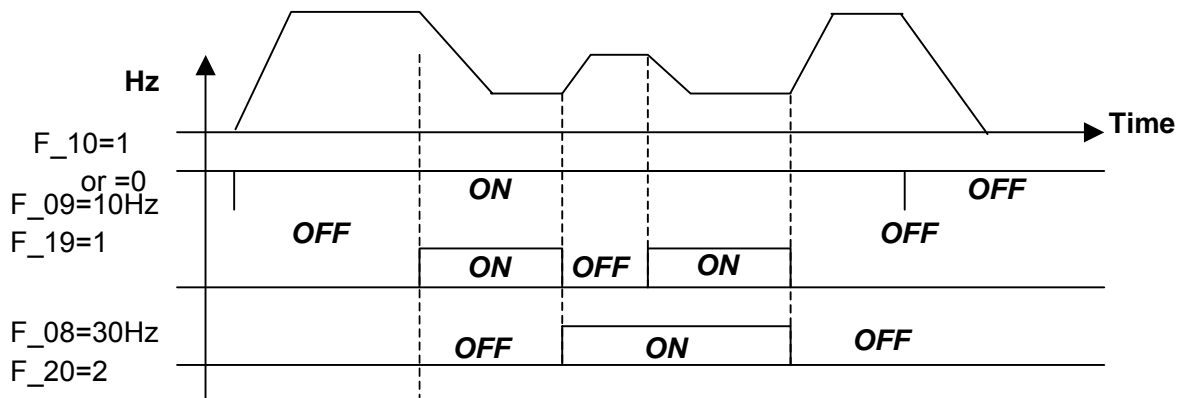 Hz
Time
F_10=1
or =0
ON
OFF
F_09=10Hz
OFF
OFF
F_19=1
ON
OFF
ON
F_08=30Hz
OFF
ON
OFF
F_20=2